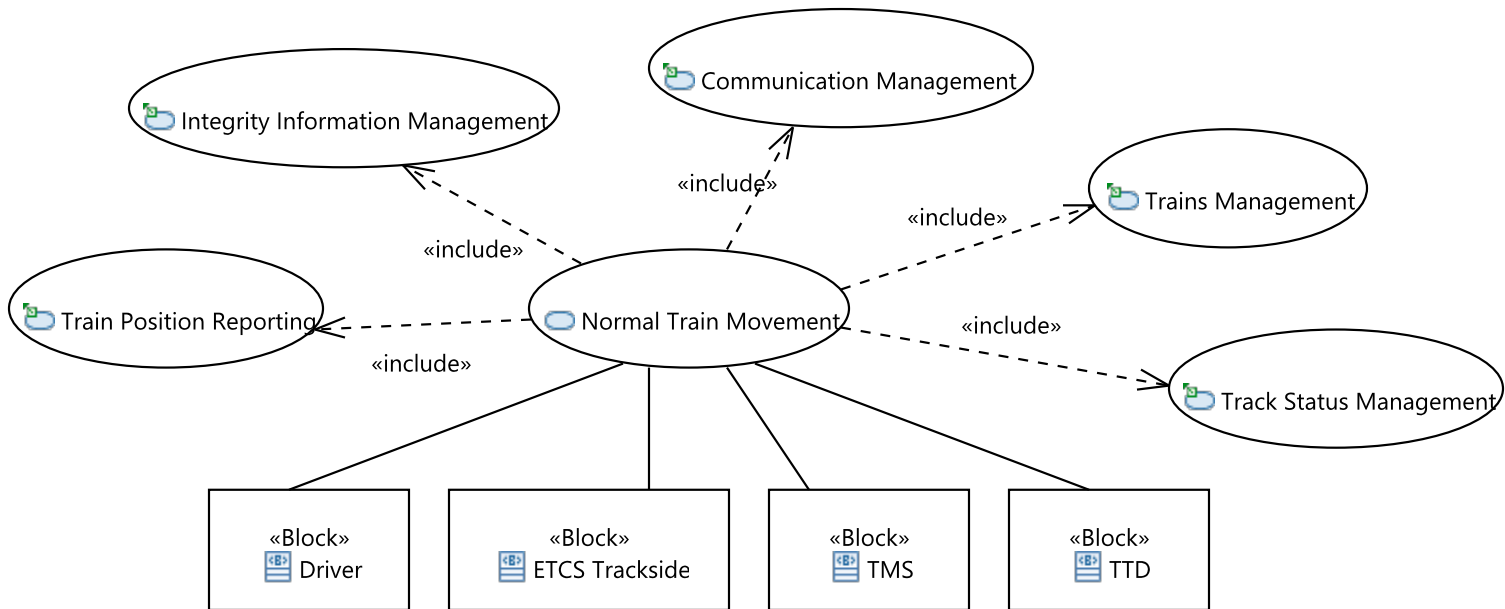 Communication Management
Integrity Information Management
«include»
Trains Management
«include»
«include»
Train Position Reporting
Normal Train Movement
«include»
«include»
Track Status Management
«Block»
Driver
«Block»
ETCS Trackside
«Block»
TMS
«Block»
TTD